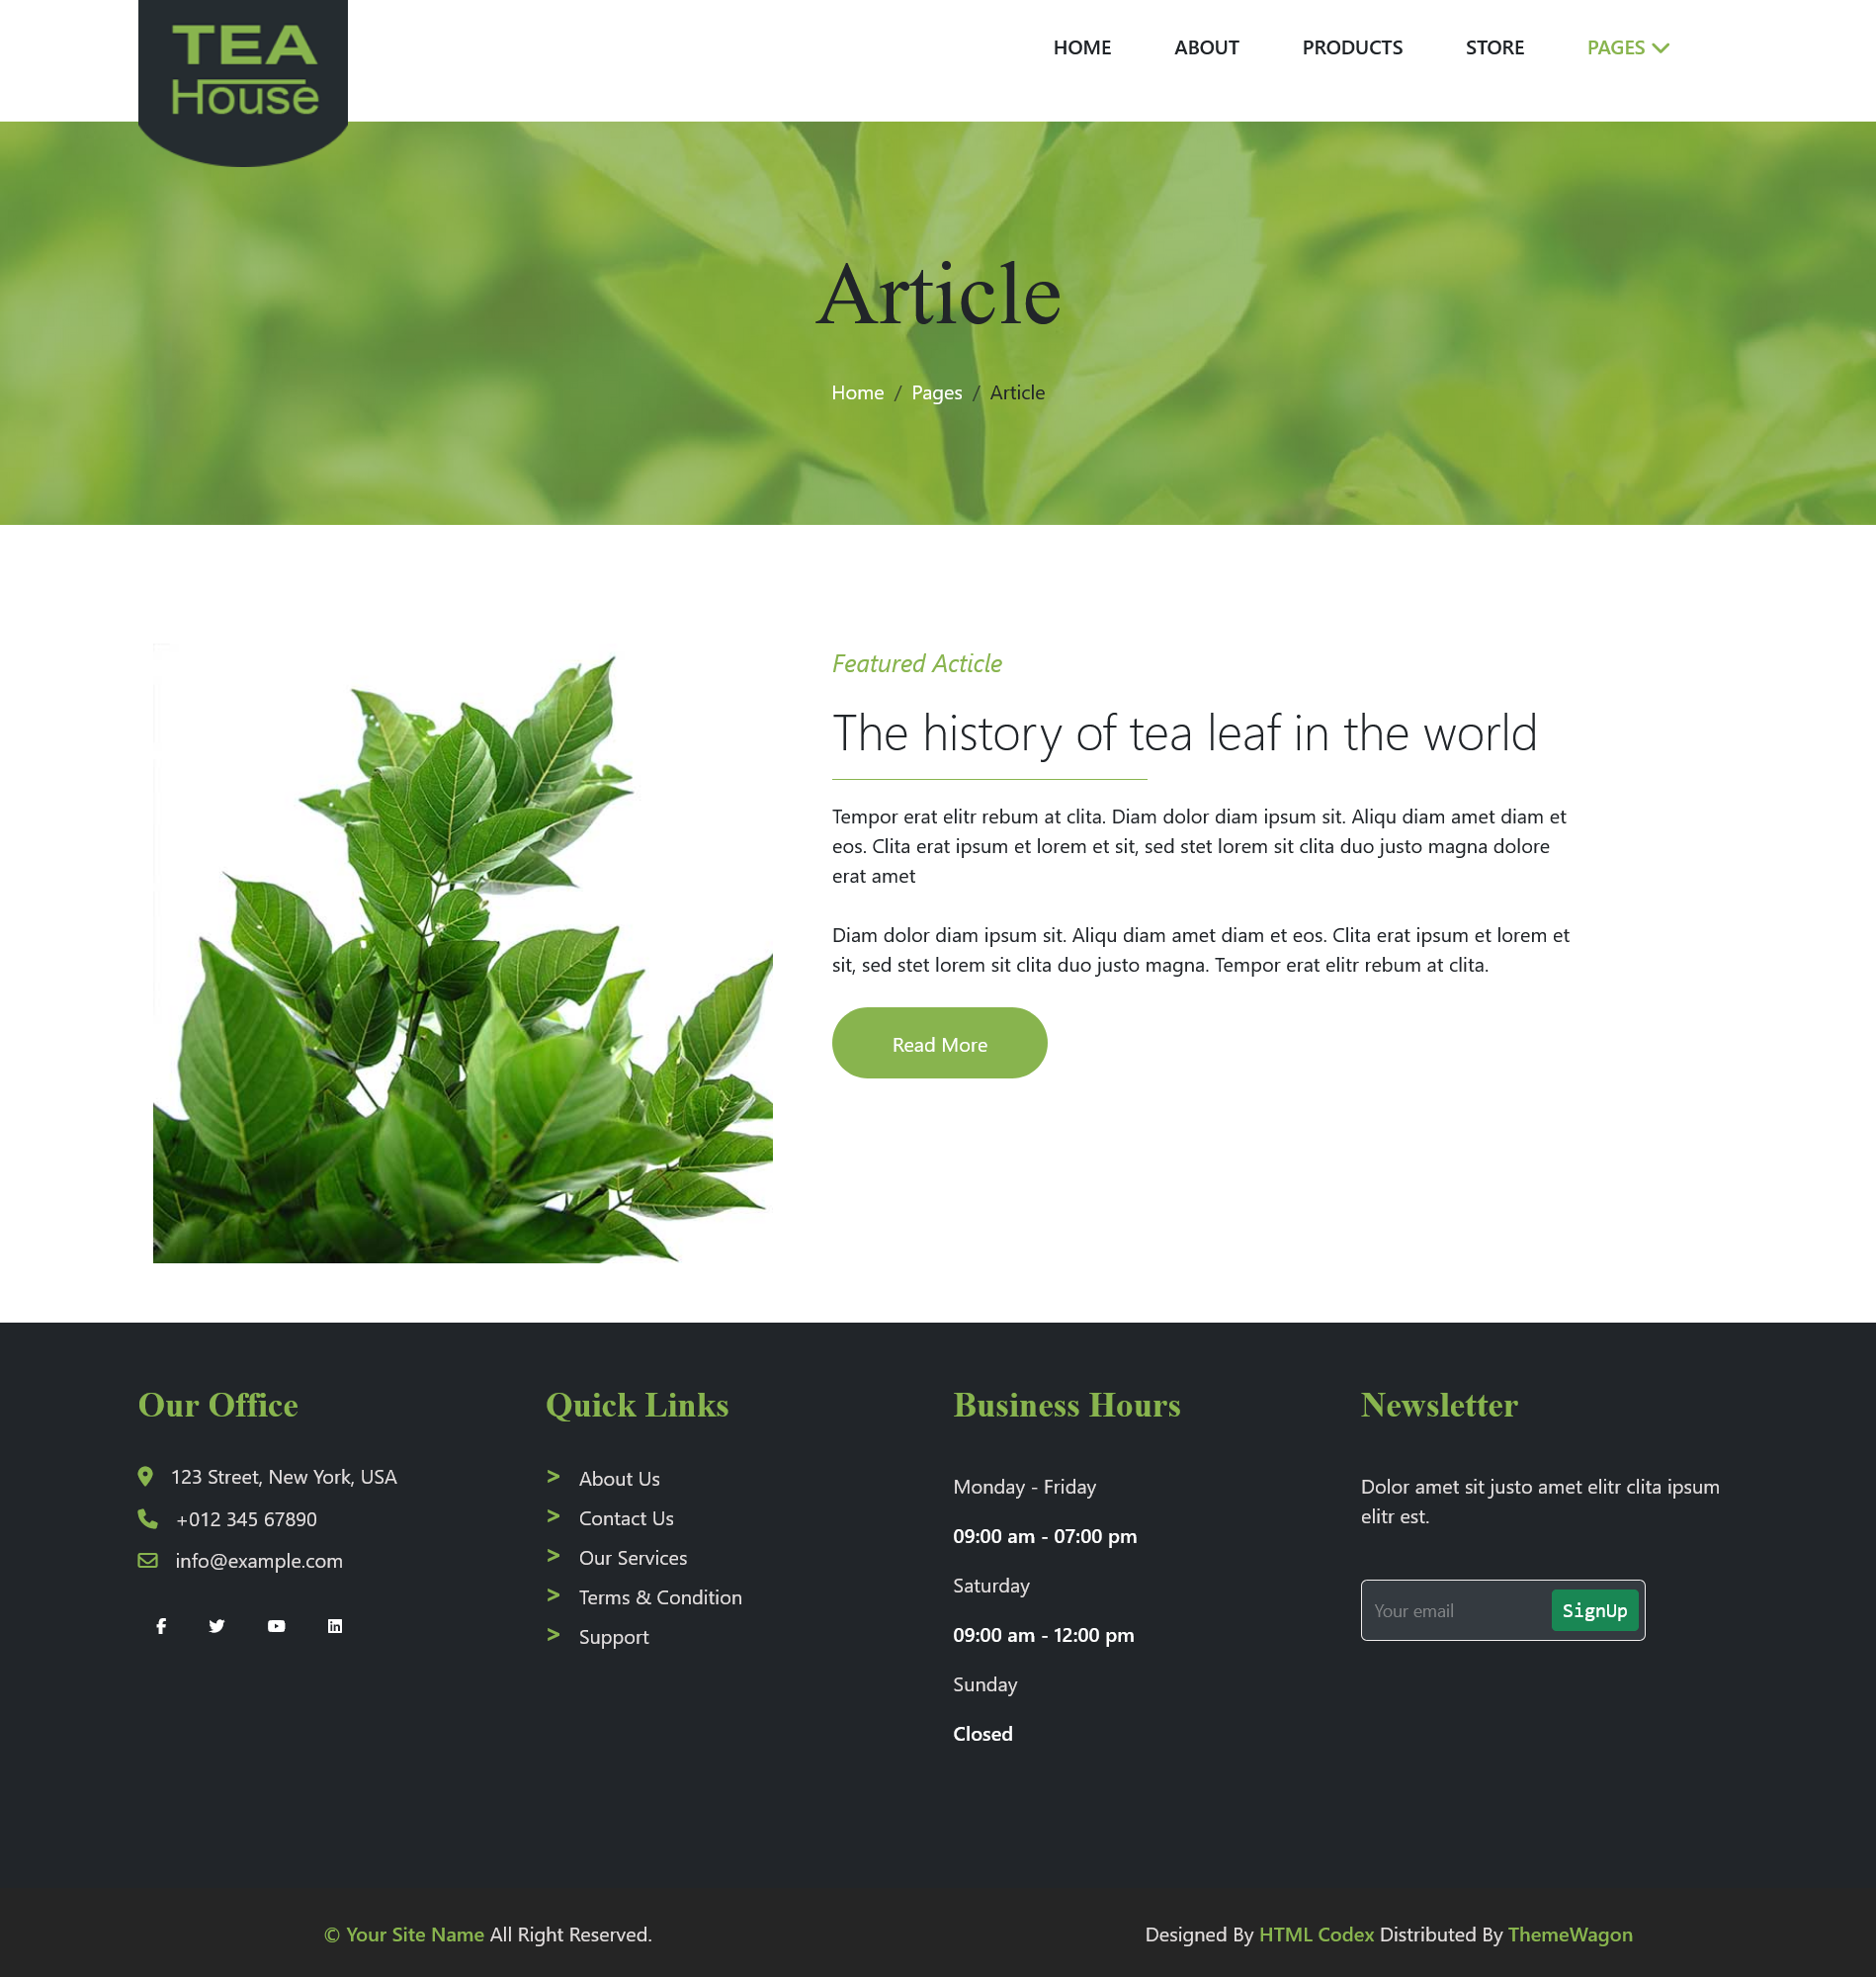 TEA
House
HOME ABOUT PRODUCTS STORE PAGES
Article
Home / Pages / Article
Featured Acticle
The history of tea leaf in the world
Tempor erat elitr rebum at clita. Diam dolor diam ipsum sit. Aliqu diam amet diam et
eos. Clita erat ipsum et lorem et sit, sed stet lorem sit clita duo justo magna dolore
erat amet
Diam dolor diam ipsum sit. Aliqu diam amet diam et eos. Clita erat ipsum et lorem et
sit, sed stet lorem sit clita duo justo magna. Tempor erat elitr rebum at clita.
Read More
Our Office
123 Street, New York, USA
+012 345 67890
info@example.com
Quick Links
> About Us
> Contact Us
> Our Services
> Terms & Condition
> Support
Business Hours
Monday - Friday
09:00 am - 07:00 pm
Saturday
09:00 am - 12:00 pm
Sunday
Closed
Newsletter
Dolor amet sit justo amet elitr clita ipsum
elitr est.
Your email SignUp
© Your Site Name All Right Reserved.
Designed By HTML Codex Distributed By ThemeWagon